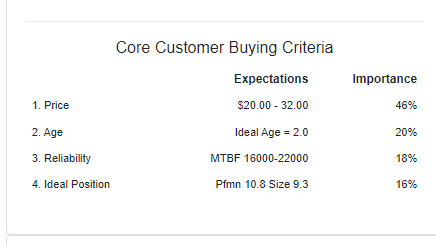 Core Customer Buying Criteria
Expectations Importance
1. Price $20.00 - 32.00 46%
2. Age Ideal Age = 2.0 20%
3. Reliability MTBF 16000-22000 18%
4. Ideal Position Pfmn 10.8 Size 9.3 16%